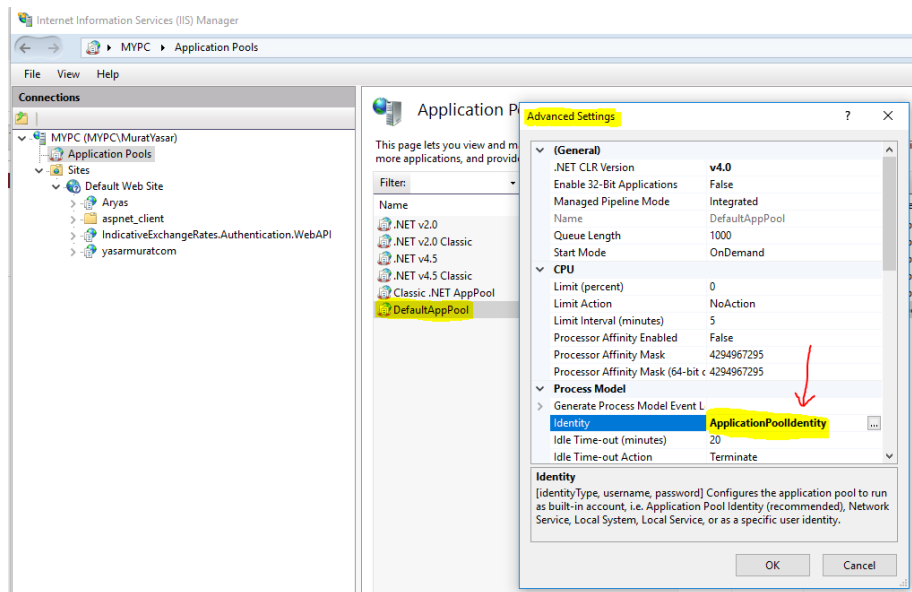 Internet Information Services (IIS) Manager
MYPC Application Pools
File View Help
Connections
MYPC (MYPC\MuratYasar)
Application Pools
Sites
Default Web Site
Aryas
aspnet_client
IndicativeExchangeRates.Authentication.WebAPI
yasarmuratcom
Application P
This page lets you view and m
more applications, and provid
Filter:
Name
.NET v2.0
.NET v2.0 Classic
.NET v4.5
.NET v4.5 Classic
Classic .NET AppPool
DefaultAppPool
Advanced Settings ? ×
(General)
.NET CLR Version v4.0
Enable 32-Bit Applications False
Managed Pipeline Mode Integrated
Name DefaultAppPool
Queue Length 1000
Start Mode OnDemand
CPU
Limit (percent) 0
Limit Action NoAction
Limit Interval (minutes) 5
Processor Affinity Enabled False
Processor Affinity Mask 4294967295
Processor Affinity Mask (64-bit c 4294967295
Process Model
Generate Process Model Event L
Identity ApplicationPoolIdentity ...
Idle Time-out (minutes) 20
Idle Time-out Action Terminate
Identity
[identityType, username, password] Configures the application pool to run
as built-in account, i.e. Application Pool Identity (recommended), Network
Service, Local System, Local Service, or as a specific user identity.
OK Cancel